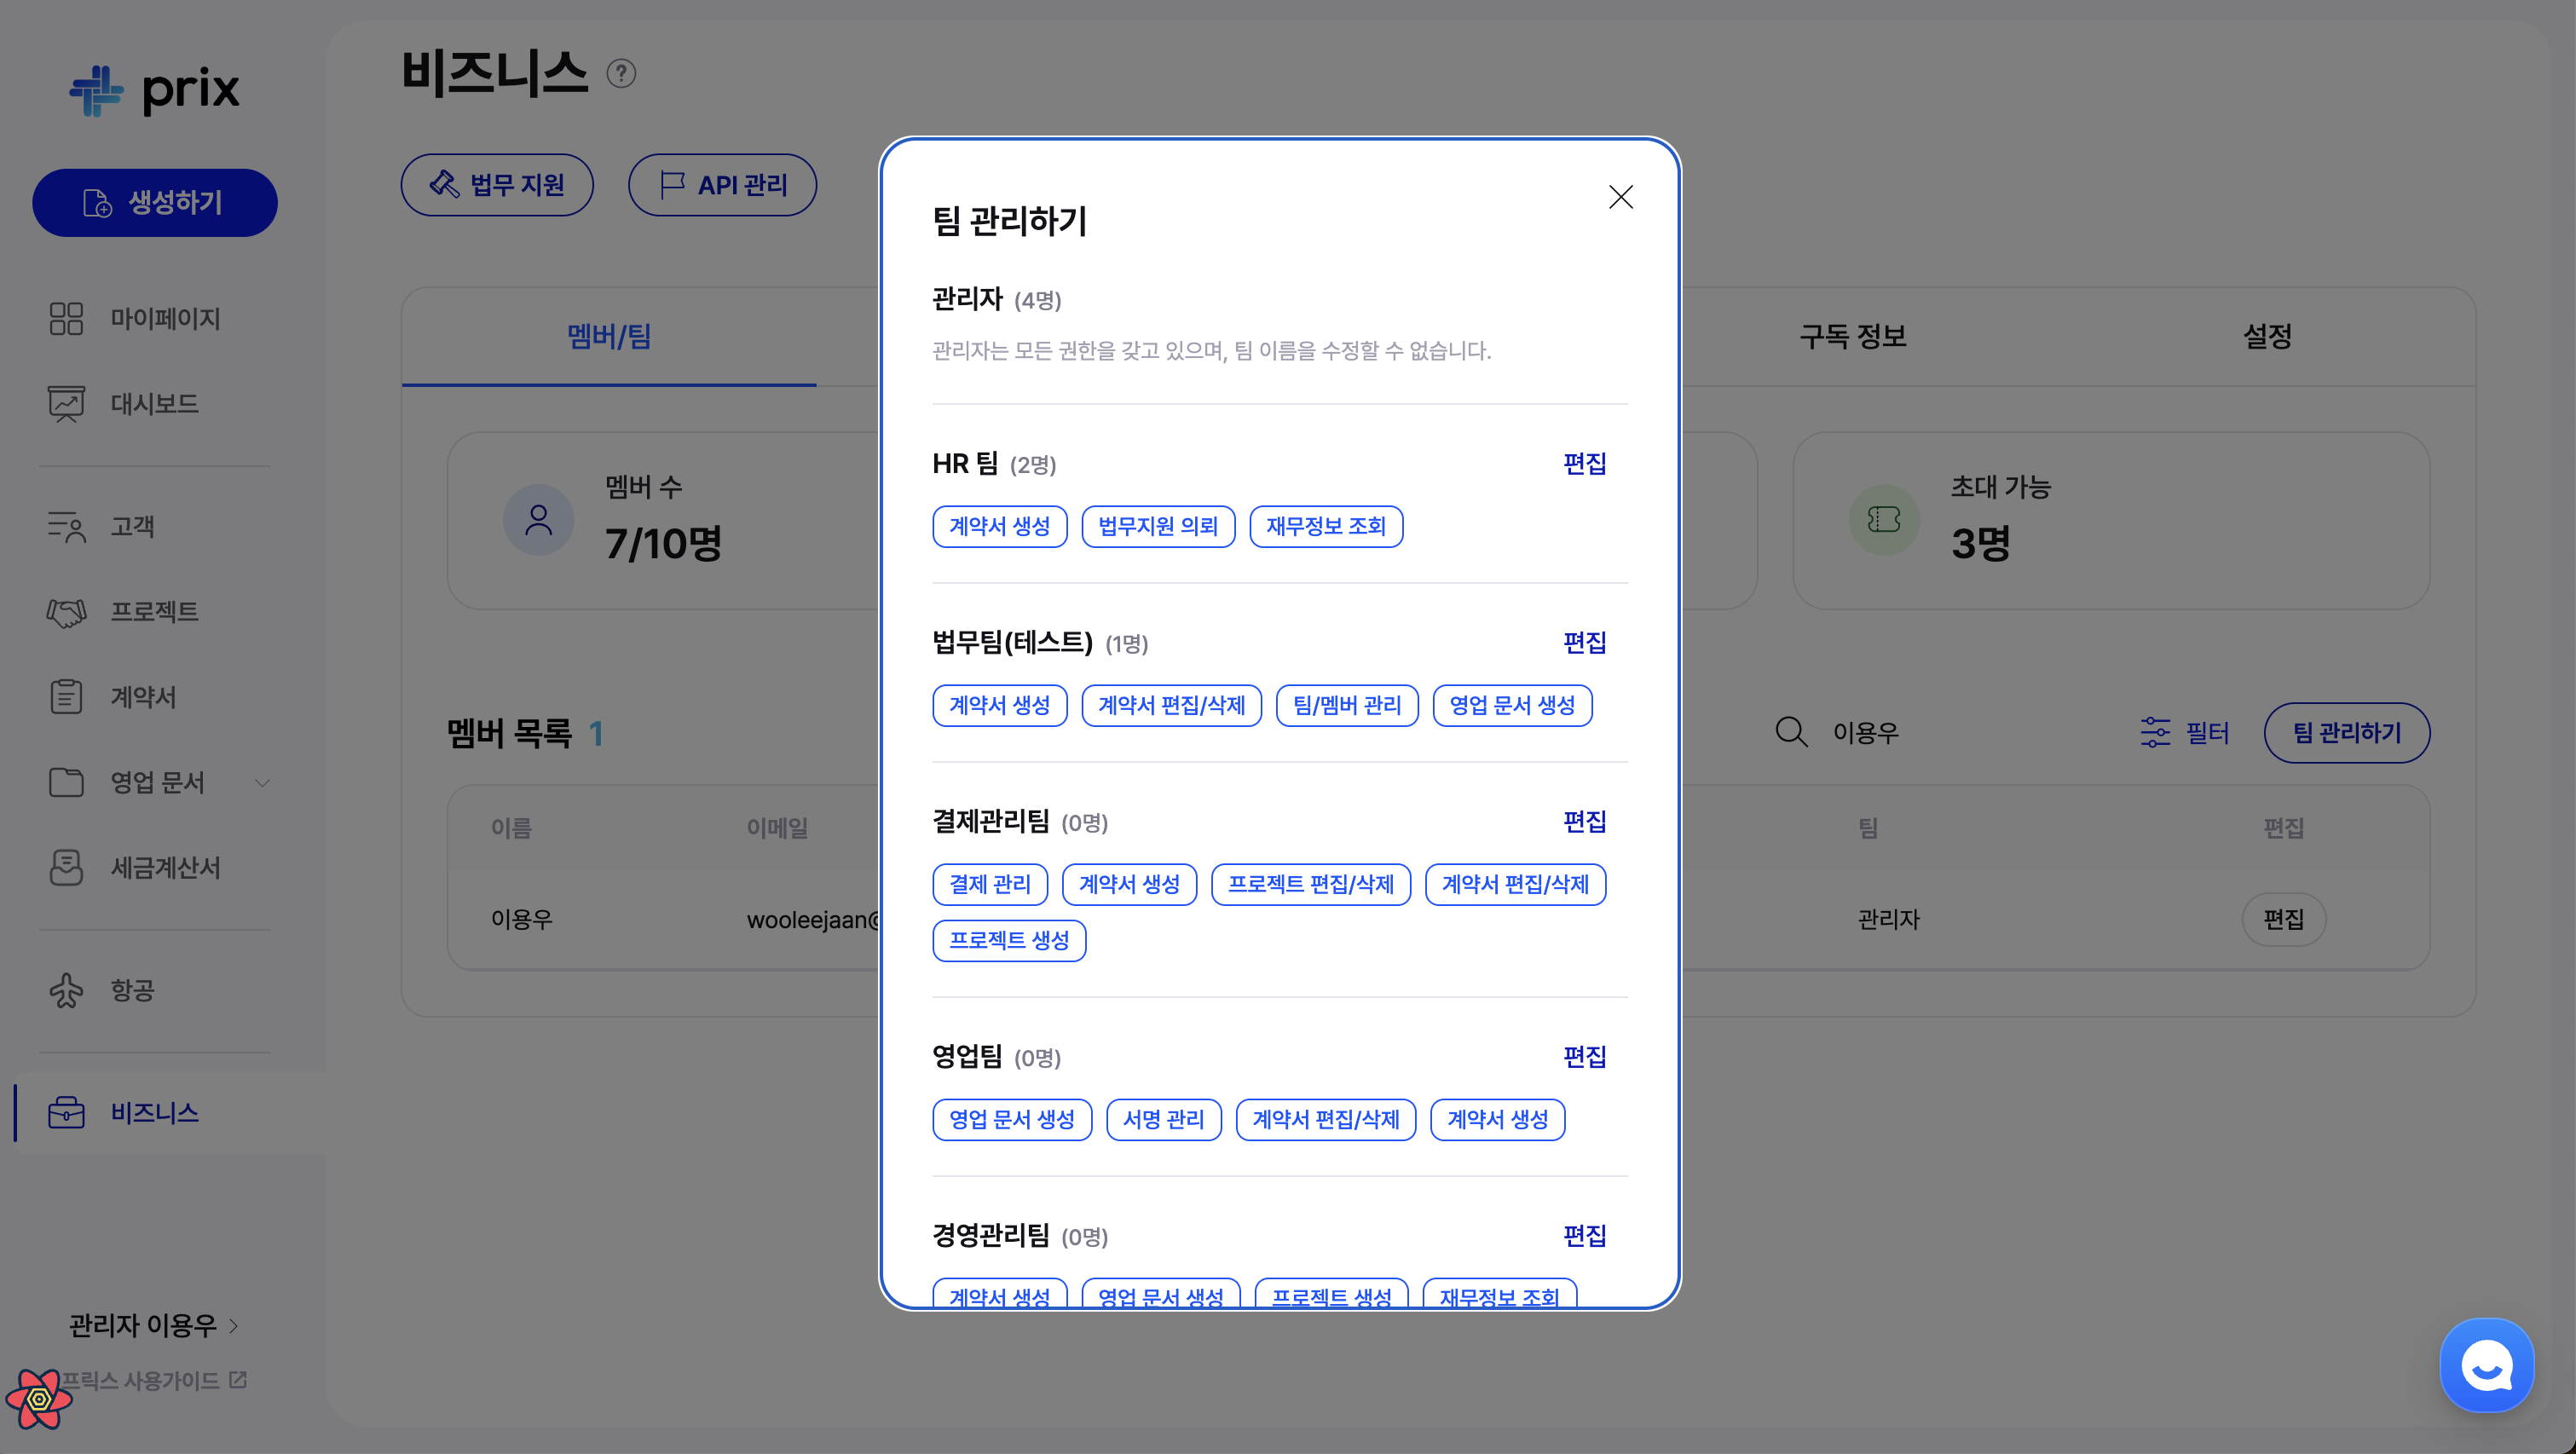 prix
생성하기
마이페이지
대시보드
고객
프로젝트
계약서
영업 문서
세금계산서
항공
비즈니스
관리자 이용우
프릭스 사용가이드
비즈니스 ?
법무 지원
API 관리
멤버/팀
구독 정보
설정
멤버 수
7/10명
초대 가능
3명
멤버 목록 1
이용우
필터
팀 관리하기
이름
이메일
팀
편집
이용우
wooleejaan@
관리자
편집
팀 관리하기
관리자 (4명)
관리자는 모든 권한을 갖고 있으며, 팀 이름을 수정할 수 없습니다.
HR 팀 (2명) 편집
계약서 생성 법무지원 의뢰 재무정보 조회
법무팀(테스트) (1명) 편집
계약서 생성 계약서 편집/삭제 팀/멤버 관리 영업 문서 생성
결제관리팀 (0명) 편집
결제 관리 계약서 생성 프로젝트 편집/삭제 계약서 편집/삭제
프로젝트 생성
영업팀 (0명) 편집
영업 문서 생성 서명 관리 계약서 편집/삭제 계약서 생성
경영관리팀 (0명) 편집
계약서 생성 영업 문서 생성 프로젝트 생성 재무정보 조회